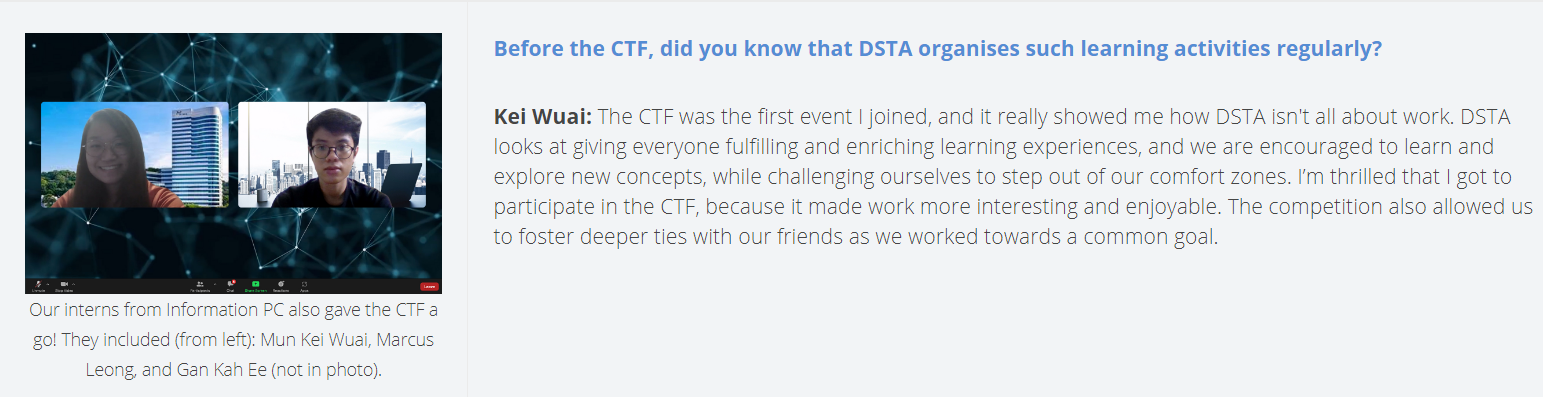 Before the CTF, did you know that DSTA organises such learning activities regularly?
Kei Wuai: The CTF was the first event I joined, and it really showed me how DSTA isn't all about work. DSTA
looks at giving everyone fulfilling and enriching learning experiences, and we are encouraged to learn and
explore new concepts, while challenging ourselves to step out of our comfort zones. I’m thrilled that I got to
participate in the CTF, because it made work more interesting and enjoyable. The competition also allowed us
to foster deeper ties with our friends as we worked towards a common goal.
Leave
Our interns from Information PC also gave the CTF a
go! They included (from left): Mun Kei Wuai, Marcus
Leong, and Gan Kah Ee (not in photo).